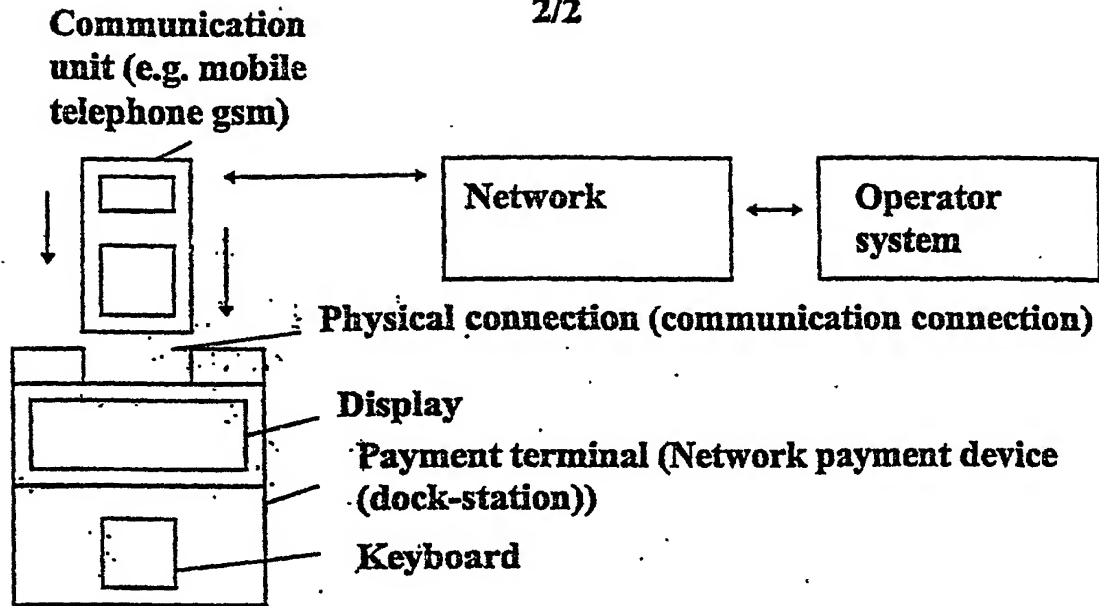 2/2
Communication
unit (e.g. mobile
telephone gsm)
Network
Operator
system
Physical connection (communication connection)
Display
Payment terminal (Network payment device
(dock-station))
Keyboard